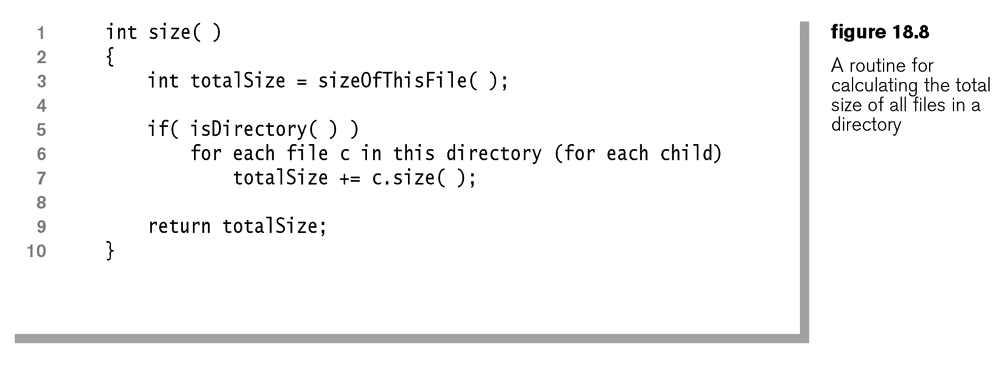 1 int size( )
2 {
3 int totalSize = sizeOfThisFile( );
4
5 if( isDirectory( ) )
6 for each file c in this directory (for each child)
7 totalSize += c.size( );
8
9 return totalSize;
10 }
figure 18.8
A routine for
calculating the total
size of all files in a
directory